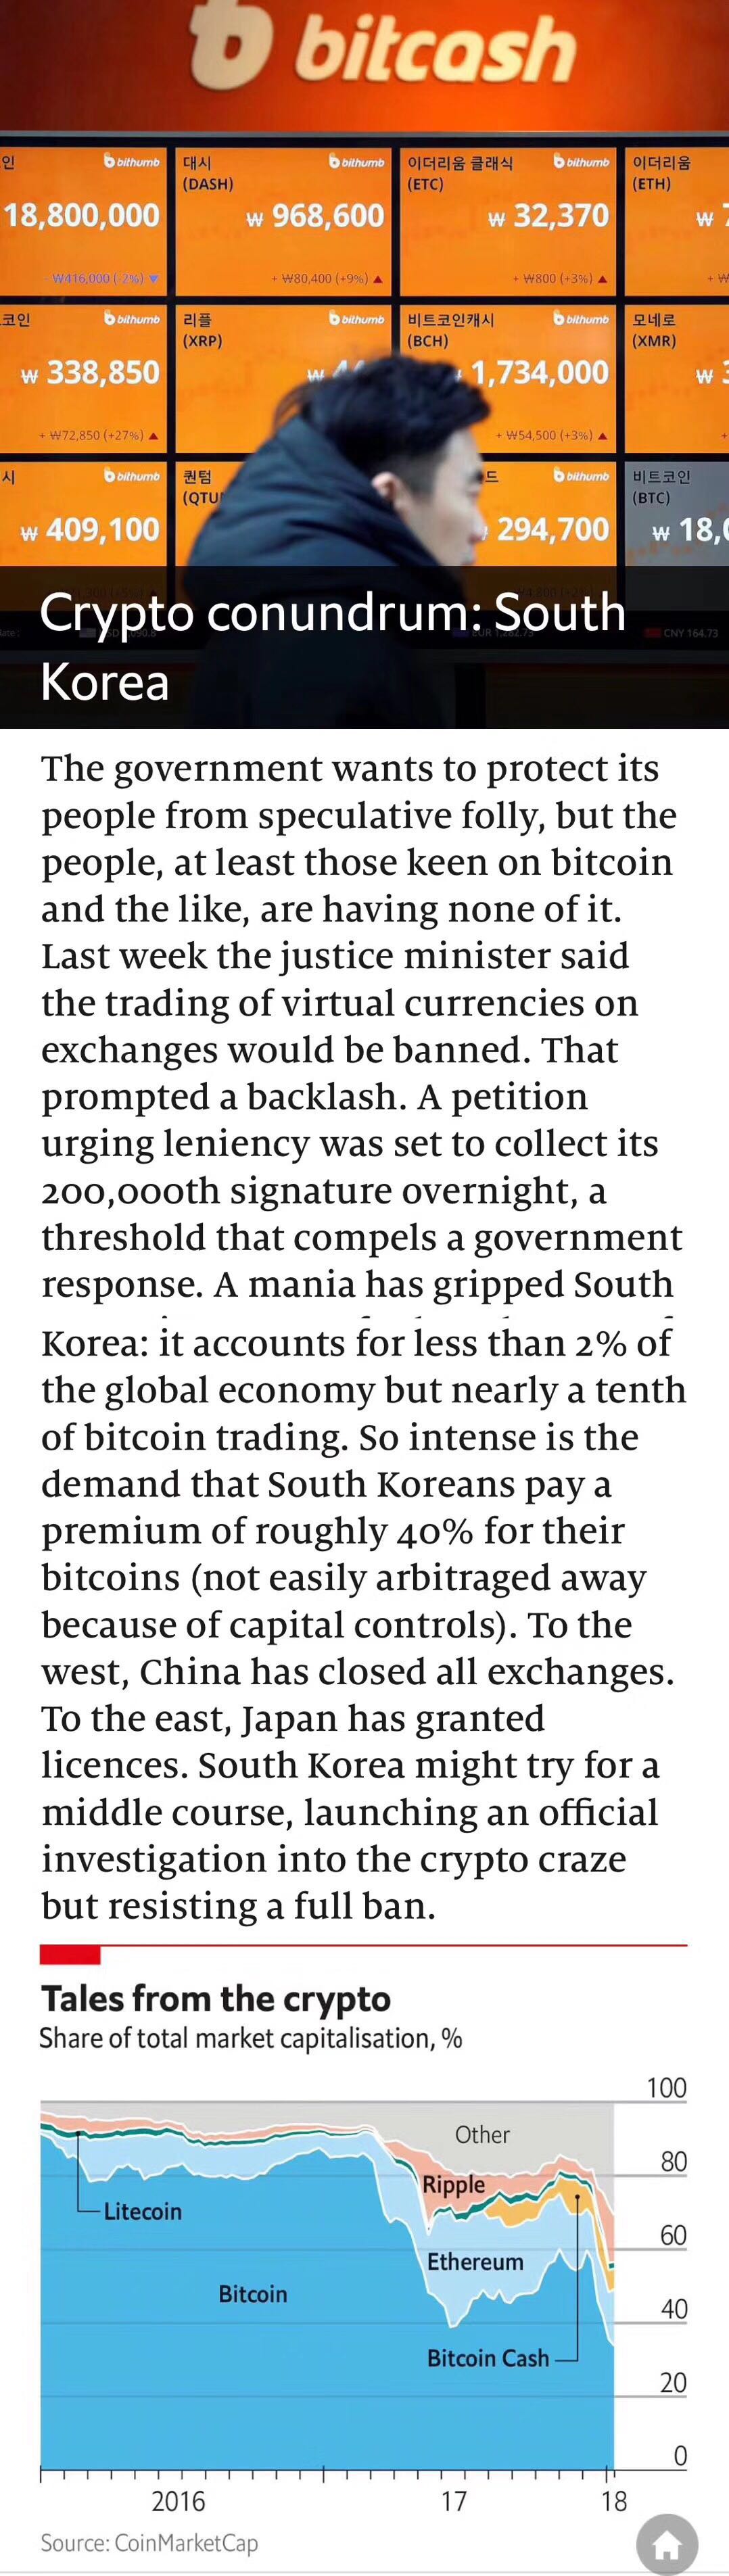 bitcash
인 bithumb
대시 bithumb
이더리움 클래식 bithumb
이더리움
(DASH)
(ETC)
(ETH)
18,800,000
₩ 968,600
₩ 32,370
₩
- ₩416,000 (-2%) ▼
+ ₩80,400 (+9%) ▲
+ ₩800 (+3%) ▲
코인 bithumb
리플 bithumb
비트코인캐시 bithumb
모네로
(XRP)
(BCH)
(XMR)
₩ 338,850
₩
1,734,000
₩
+ ₩72,850 (+27%) ▲
+ ₩54,500 (+3%) ▲
시 bithumb
퀀텀
드 bithumb
비트코인
(QTU
(BTC)
₩ 409,100
294,700
₩ 18,
CNY 164.73
Crypto conundrum: South
Korea
The government wants to protect its
people from speculative folly, but the
people, at least those keen on bitcoin
and the like, are having none of it.
Last week the justice minister said
the trading of virtual currencies on
exchanges would be banned. That
prompted a backlash. A petition
urging leniency was set to collect its
200,000th signature overnight, a
threshold that compels a government
response. A mania has gripped South
Korea: it accounts for less than 2% of
the global economy but nearly a tenth
of bitcoin trading. So intense is the
demand that South Koreans pay a
premium of roughly 40% for their
bitcoins (not easily arbitraged away
because of capital controls). To the
west, China has closed all exchanges.
To the east, Japan has granted
licences. South Korea might try for a
middle course, launching an official
investigation into the crypto craze
but resisting a full ban.
Tales from the crypto
Share of total market capitalisation, %
100
Other
80
Ripple
Litecoin
60
Ethereum
Bitcoin
40
Bitcoin Cash
20
0
2016
17
18
Source: CoinMarketCap